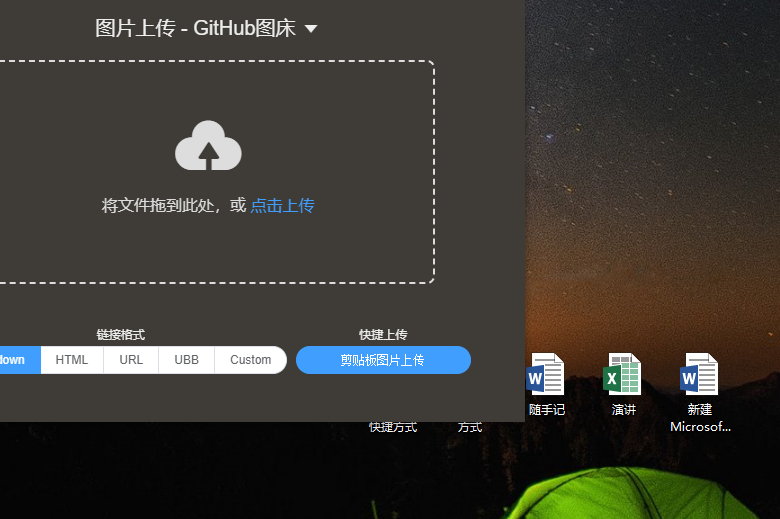 图片上传 - GitHub图床
将文件拖到此处，或 点击上传
链接格式
快捷上传
down
HTML
URL
UBB
Custom
剪贴板图片上传
随手记
演讲
新建
Microsof...
快捷方式
方式